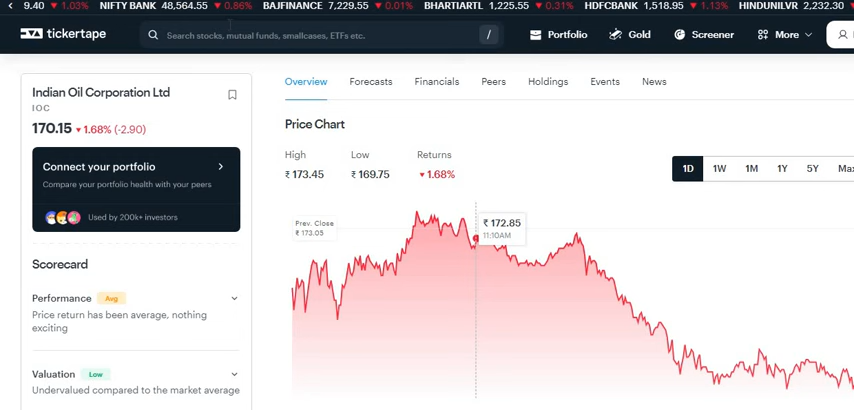 9.40 ▼ 1.03% NIFTY BANK 48,564.55 ▼ 0.86% BAJFINANCE 7,229.55 ▼ 0.01% BHARTIARTL 1,225.55 ▼ 0.31% HDFCBANK 1,518.95 ▼ 1.13% HINDUNILVR 2,232.30
tickertape
Search stocks, mutual funds, smallcases, ETFs etc. /
Portfolio Gold Screener More
Indian Oil Corporation Ltd
IOC
170.15 ▼ 1.68% (-2.90)
Connect your portfolio
Compare your portfolio health with your peers
Used by 200k+ investors
Scorecard
Performance Avg
Price return has been average, nothing
exciting
Valuation Low
Undervalued compared to the market average
Overview Forecasts Financials Peers Holdings Events News
Price Chart
High Low Returns
₹ 173.45 ₹ 169.75 ▼ 1.68%
1D 1W 1M 1Y 5Y Max
Prev. Close
₹ 173.05
₹ 172.85
11:10AM